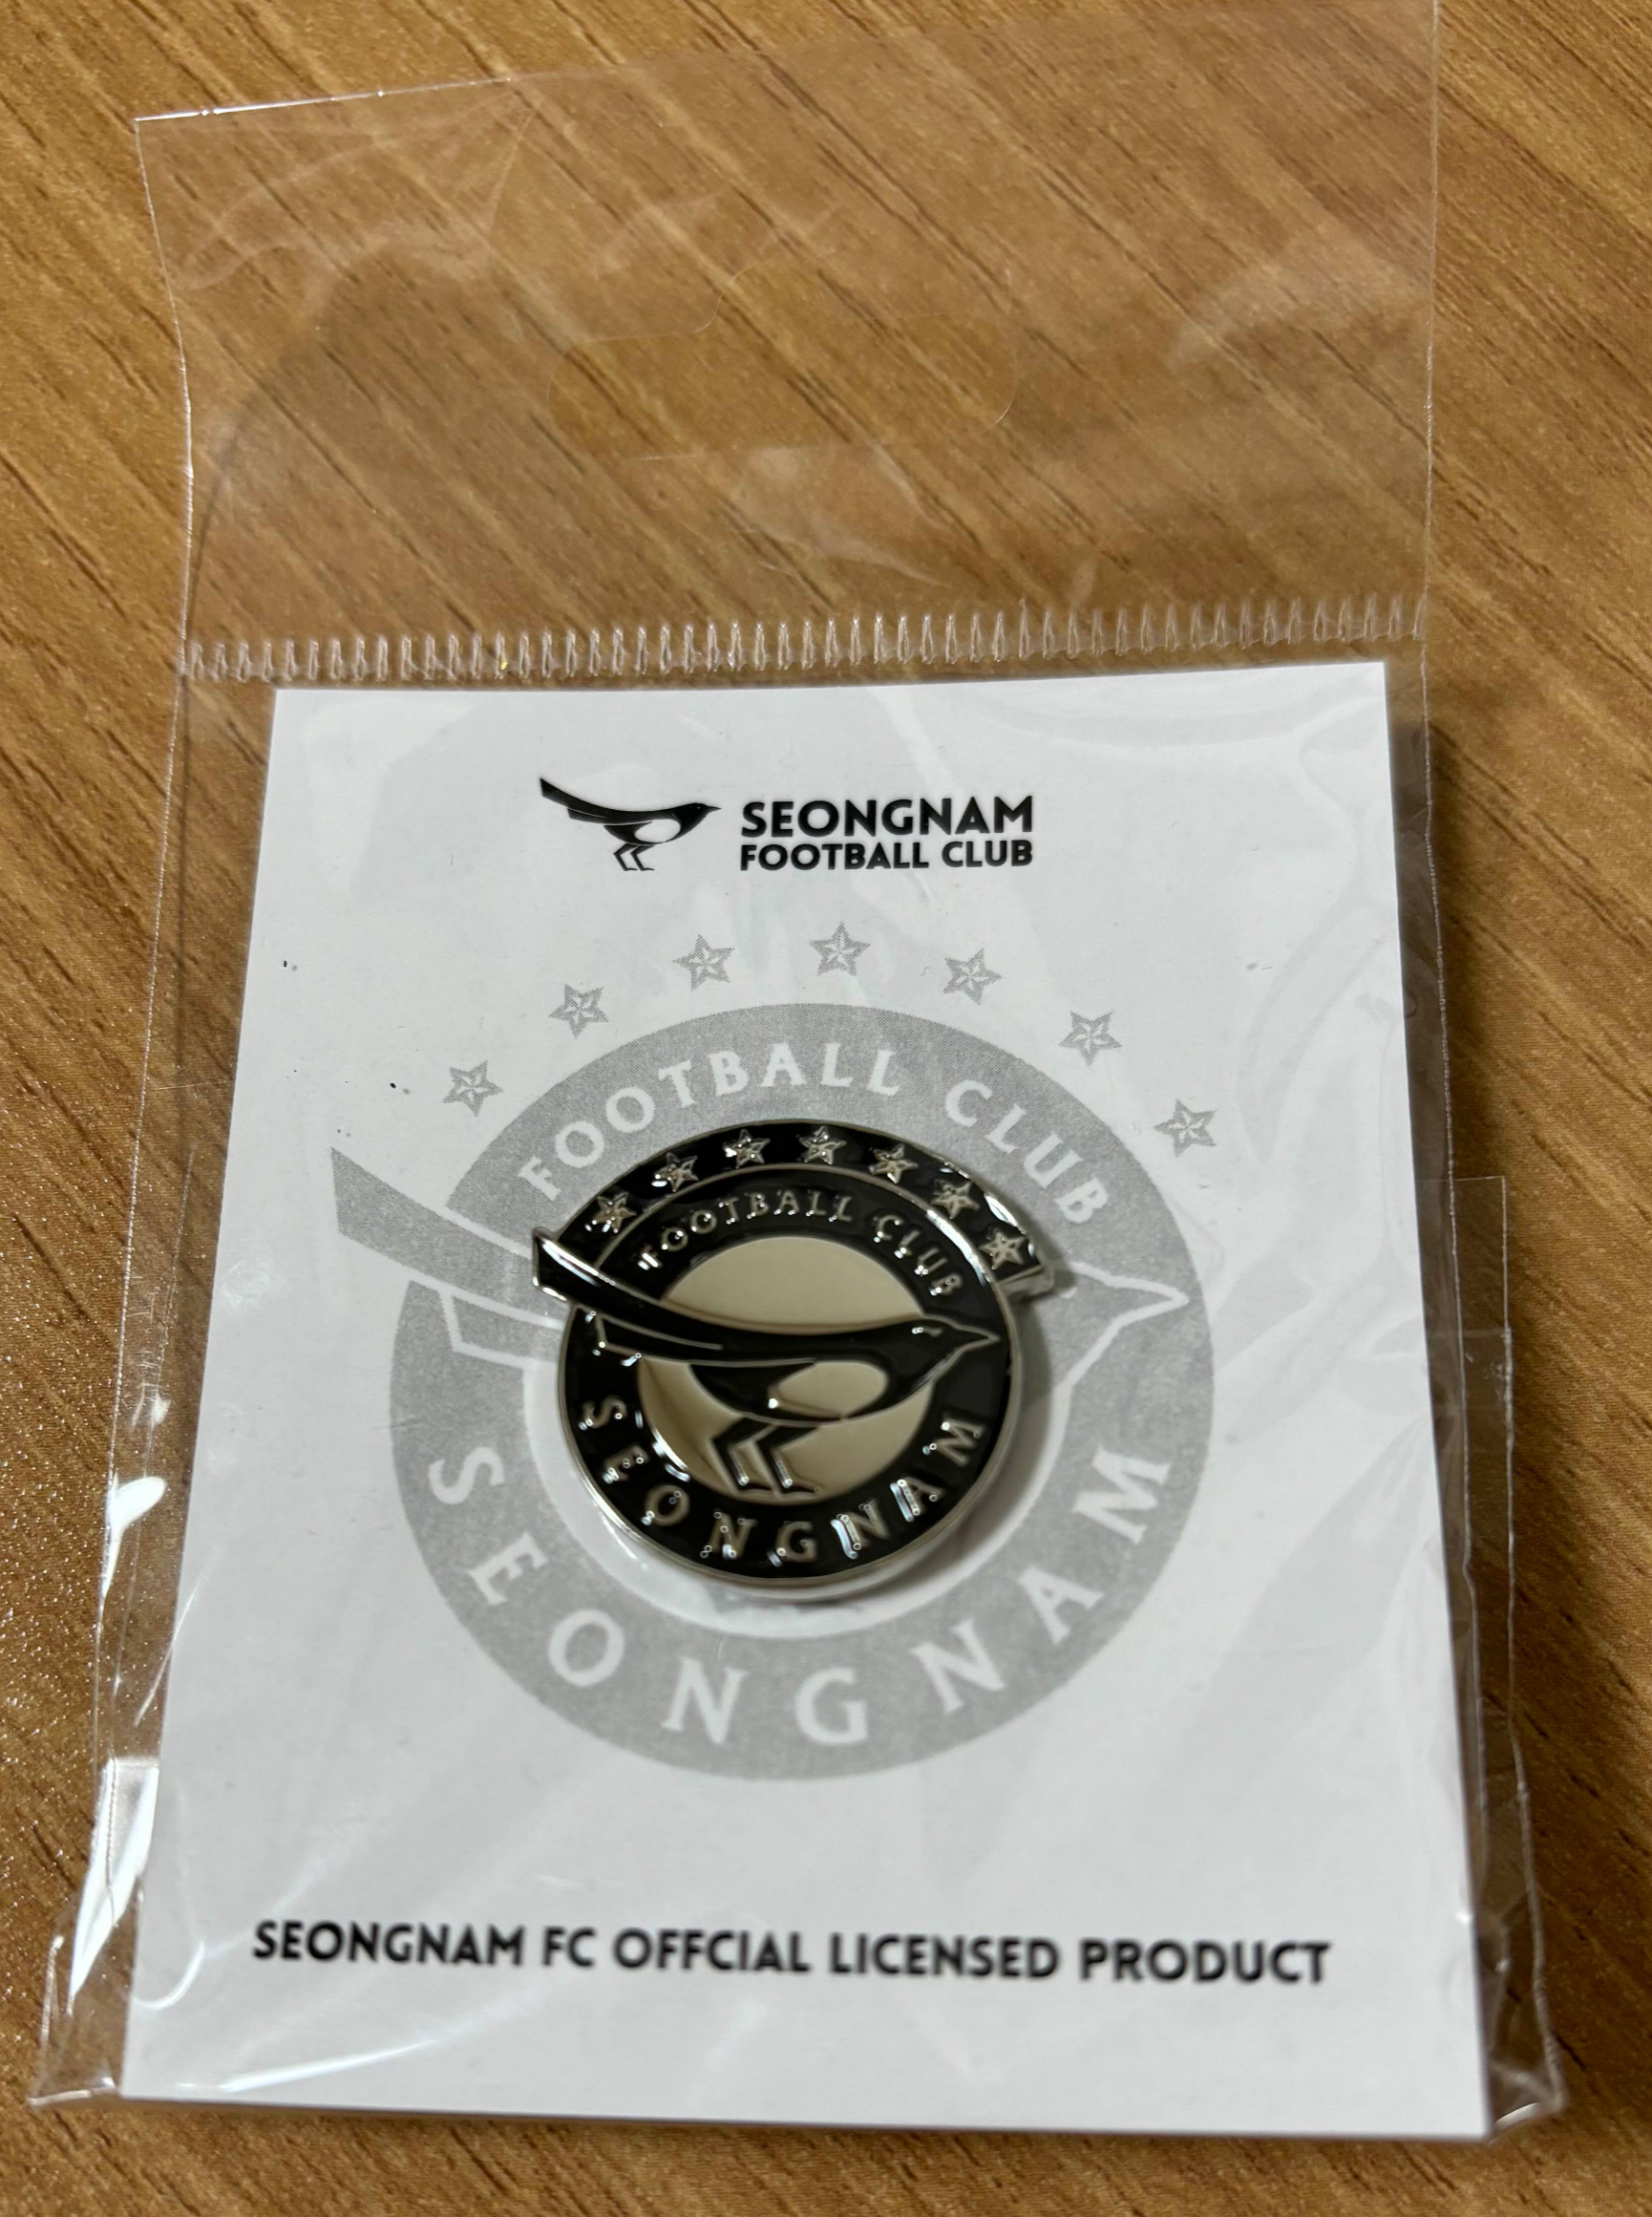 SEONGNAM
FOOTBALL CLUB
FOOTBALL CLUB
SEONGNAM
FOOTBALL CLUB
SEONGNAM
SEONGNAM FC OFFCIAL LICENSED PRODUCT